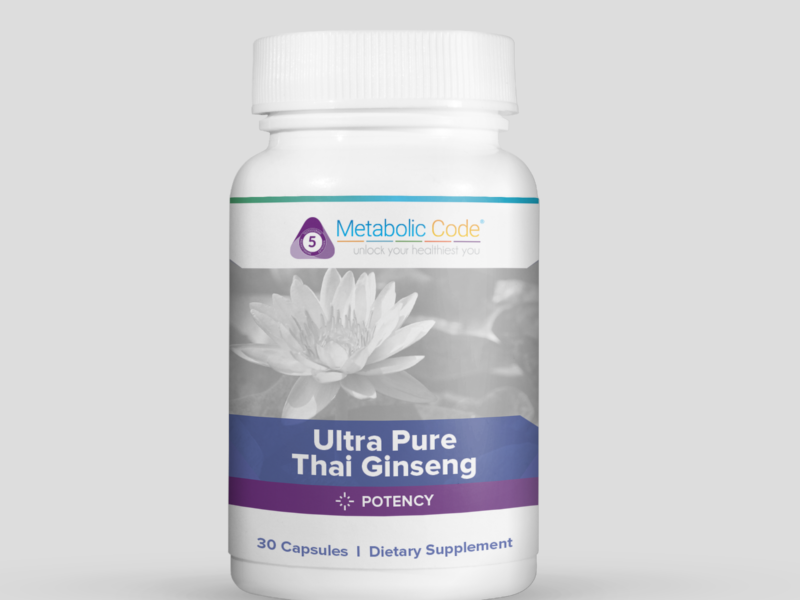 5
Metabolic Code®
unlock your healthiest you
Ultra Pure
Thai Ginseng
POTENCY
30 Capsules | Dietary Supplement